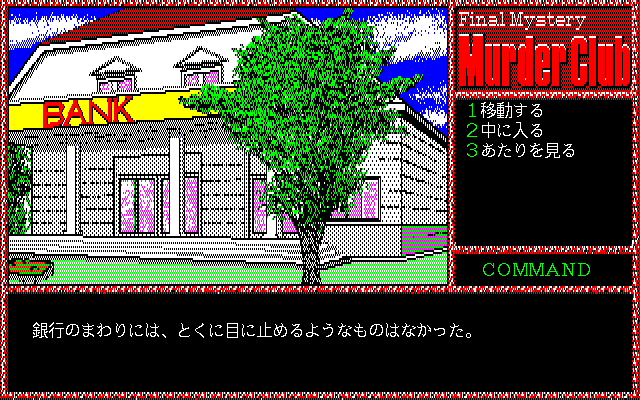 Final Mystery
Murder Club
BANK
1 移動する
2 中に入る
3 あたりを見る
COMMAND
銀行のまわりには、とくに目に止めるようなものはなかった。